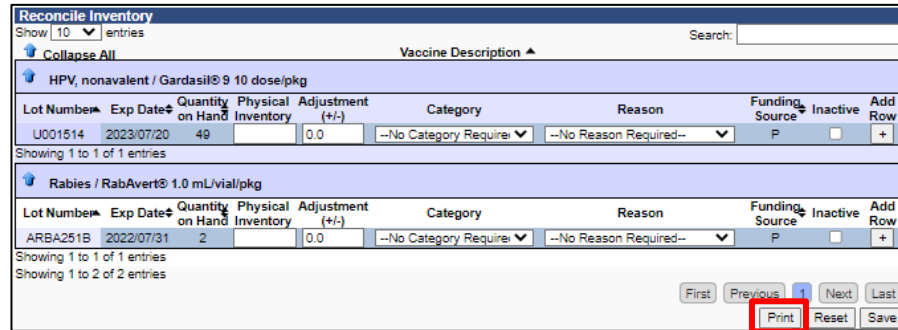 Reconcile Inventory
Show 10 entries Search:
Collapse All Vaccine Description
HPV, nonavalent / Gardasil® 9 10 dose/pkg
Lot Number Exp Date Quantity on Hand Physical Inventory Adjustment (+/-) Category Reason Funding Source Inactive Add Row
U001514 2023/07/20 49 0.0 --No Category Require --No Reason Required-- P +
Showing 1 to 1 of 1 entries
Rabies / RabAvert® 1.0 mL/vial/pkg
Lot Number Exp Date Quantity on Hand Physical Inventory Adjustment (+/-) Category Reason Funding Source Inactive Add Row
ARBA251B 2022/07/31 2 0.0 --No Category Require --No Reason Required-- P +
Showing 1 to 1 of 1 entries
Showing 1 to 2 of 2 entries
First Previous 1 Next Last
Print Reset Save